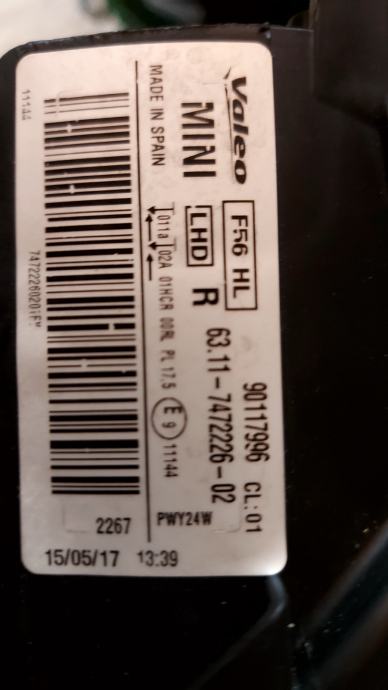 Valeo F56 HL 90117996 CL:01
MINI LHD R 63.11-7472226-02
MADE IN SPAIN 011a 02A 01HCR 00RL PL 17,5 E9 11144 PWY24W
11144 74722260201FM 2267
15/05/17 13:39